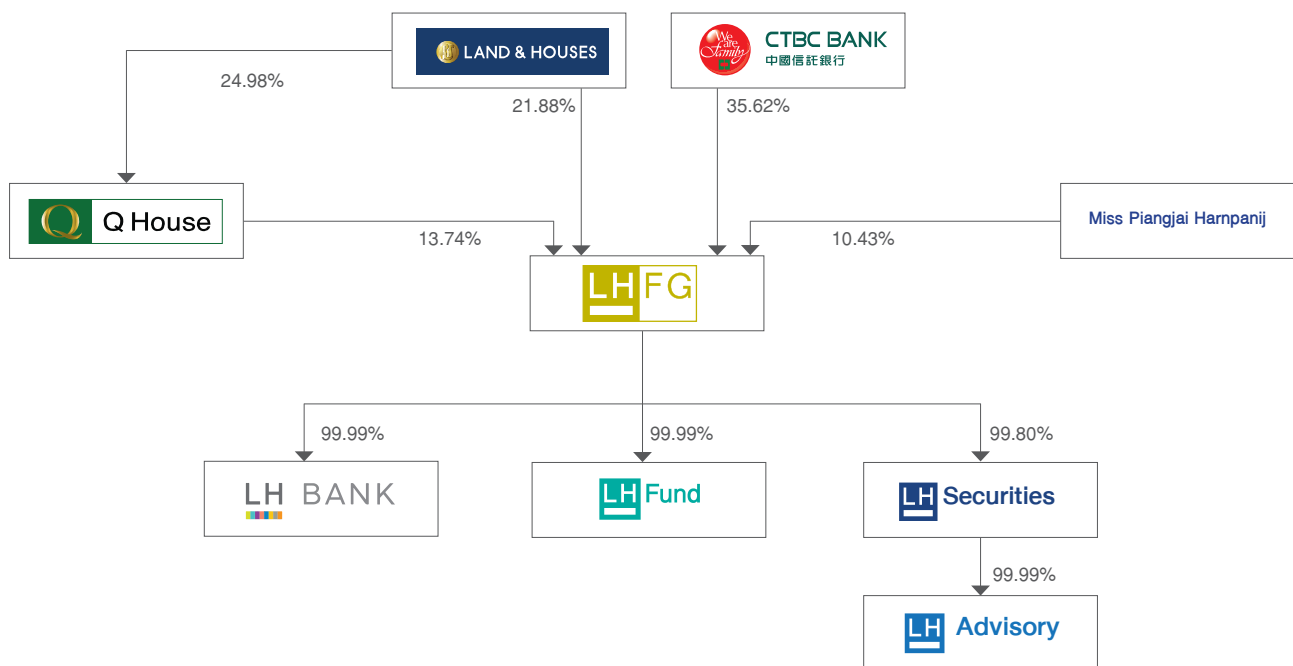 LAND & HOUSES
We are Family
CTBC BANK
中國信託銀行
24.98%
21.88%
35.62%
Q
Q House
Miss Piangjai Harnpanij
13.74%
10.43%
LH FG
99.99%
99.99%
99.80%
LH BANK
LH Fund
LH Securities
99.99%
LH Advisory